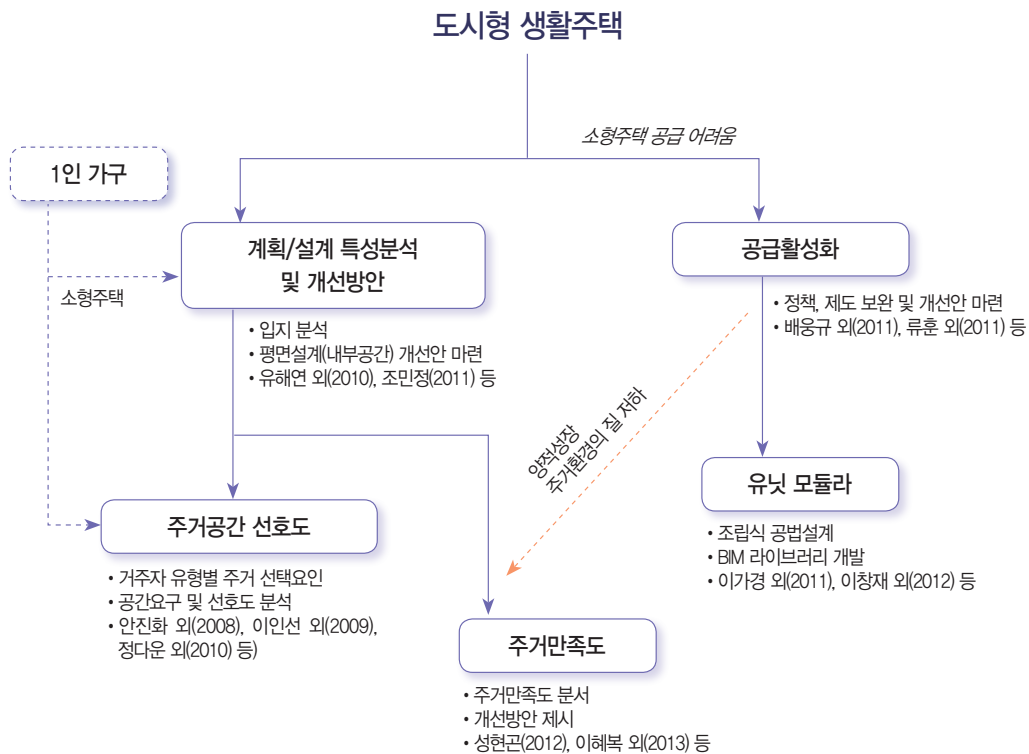 도시형 생활주택
소형주택 공급 어려움
1인 가구
소형주택
계획/설계 특성분석
및 개선방안
• 입지 분석
• 평면설계(내부공간) 개선안 마련
• 유해연 외(2010), 조민정(2011) 등
공급활성화
• 정책, 제도 보완 및 개선안 마련
• 배웅규 외(2011), 류훈 외(2011) 등
양적성장
주거환경의 질 저하
유닛 모듈라
• 조립식 공법설계
• BIM 라이브러리 개발
• 이가경 외(2011), 이창재 외(2012) 등
주거공간 선호도
• 거주자 유형별 주거 선택요인
• 공간요구 및 선호도 분석
• 안진화 외(2008), 이인선 외(2009),
정다운 외(2010) 등)
주거만족도
• 주거만족도 분서
• 개선방안 제시
• 성현곤(2012), 이혜복 외(2013) 등